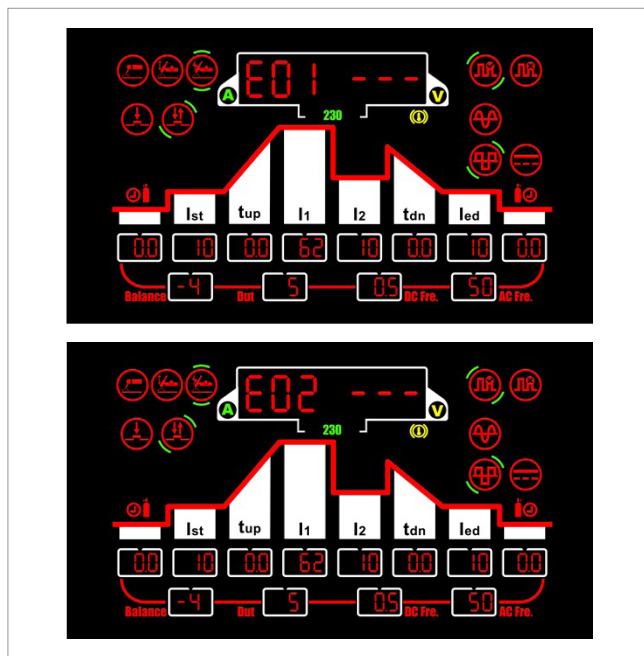 E01 ---
A V
230
Ist tup I1 I2 tdn Ied
0.0 10 0.0 62 10 0.0 10 0.0
Balance -4 Dut 5 0.5 DC Fre. 50 AC Fre.
E02 ---
A V
230
Ist tup I1 I2 tdn Ied
0.0 10 0.0 62 10 0.0 10 0.0
Balance -4 Dut 5 0.5 DC Fre. 50 AC Fre.